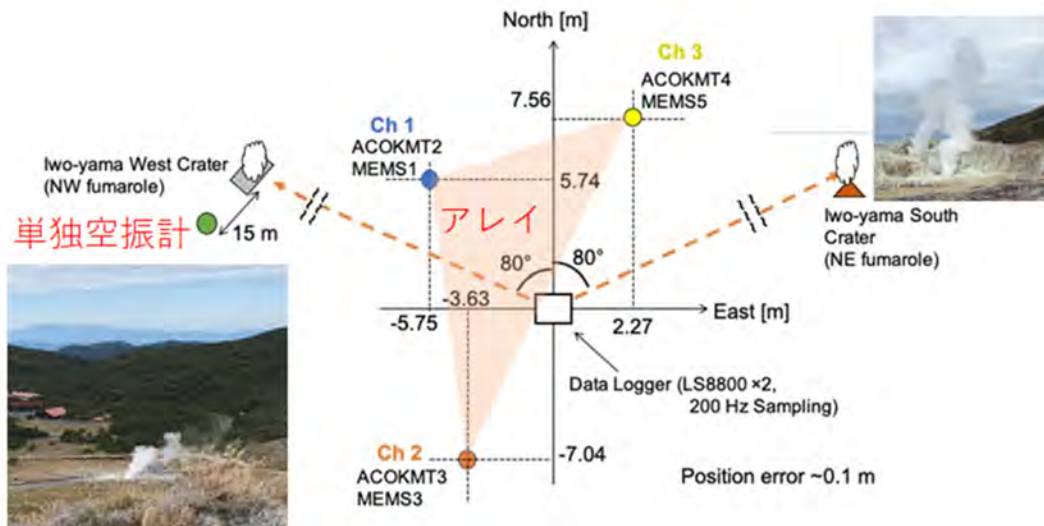 North [m]
Ch 3
ACOKMT4
MEMS5
7.56
Ch 1
ACOKMT2
MEMS1
Iwo-yama West Crater
(NW fumarole)
5.74
単独空振計
15 m
アレイ
Iwo-yama South
Crater
(NE fumarole)
80°
80°
-3.63
-5.75
2.27
East [m]
Data Logger (LS8800 ×2,
200 Hz Sampling)
Ch 2
ACOKMT3
MEMS3
-7.04
Position error ~0.1 m